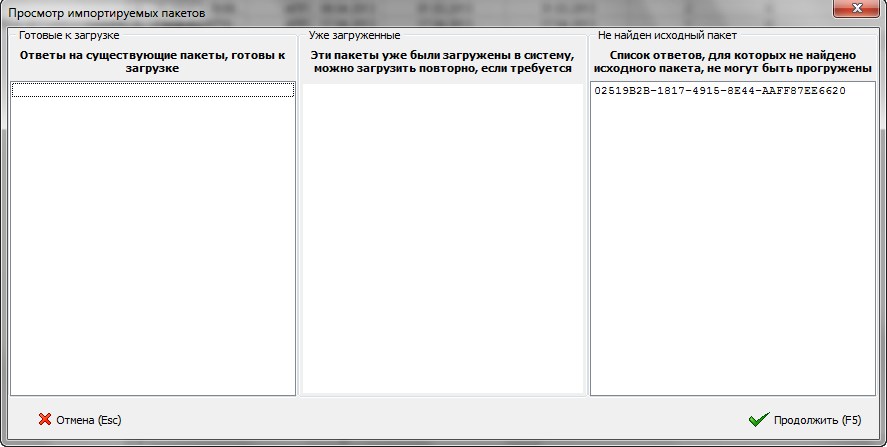 Просмотр импортируемых пакетов
Готовые к загрузке
Ответы на существующие пакеты, готовы к
загрузке
Уже загруженные
Эти пакеты уже были загружены в систему,
можно загрузить повторно, если требуется
Не найден исходный пакет
Список ответов, для которых не найдено
исходного пакета, не могут быть прогружены
02519B2B-1817-4915-8E44-AAFF87EE6620
Отмена (Esc)
Продолжить (F5)